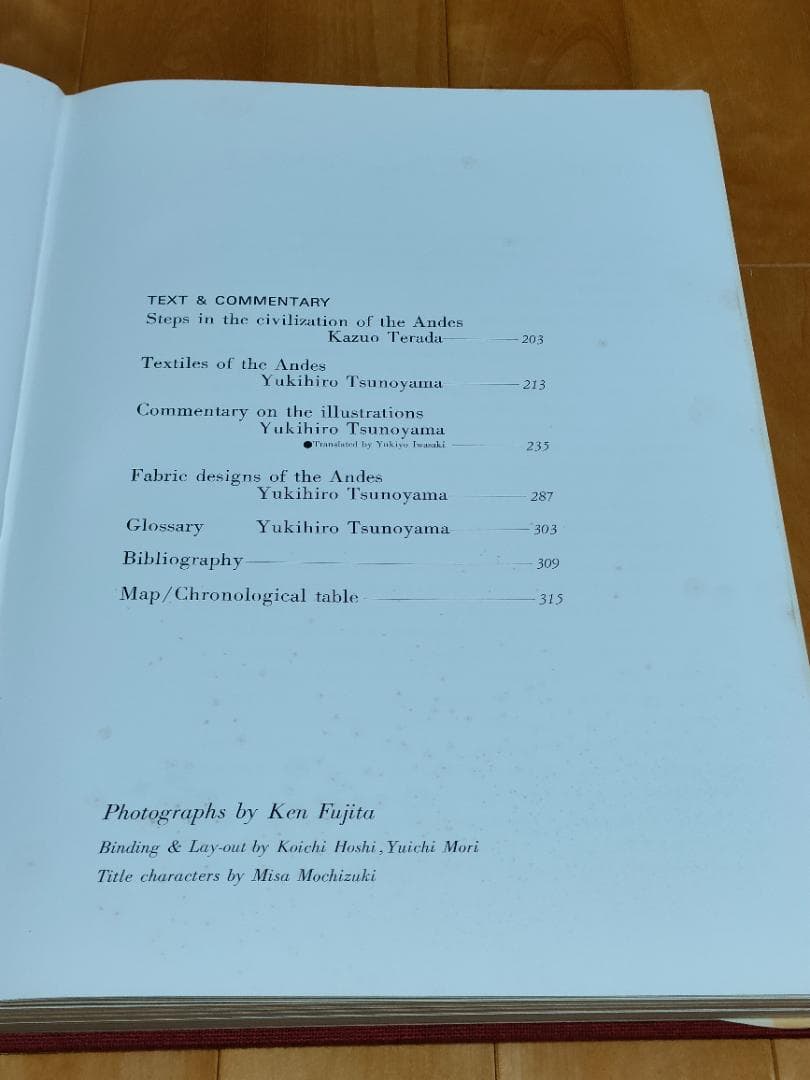 TEXT & COMMENTARY
Steps in the civilization of the Andes
Kazuo Terada 203
Textiles of the Andes
Yukihiro Tsunoyama 213
Commentary on the illustrations
Yukihiro Tsunoyama
●Translated by Yukiyo Iwasaki 235
Fabric designs of the Andes
Yukihiro Tsunoyama 287
Glossary Yukihiro Tsunoyama 303
Bibliography 309
Map/Chronological table 315
Photographs by Ken Fujita
Binding & Lay-out by Koichi Hoshi, Yuichi Mori
Title characters by Misa Mochizuki